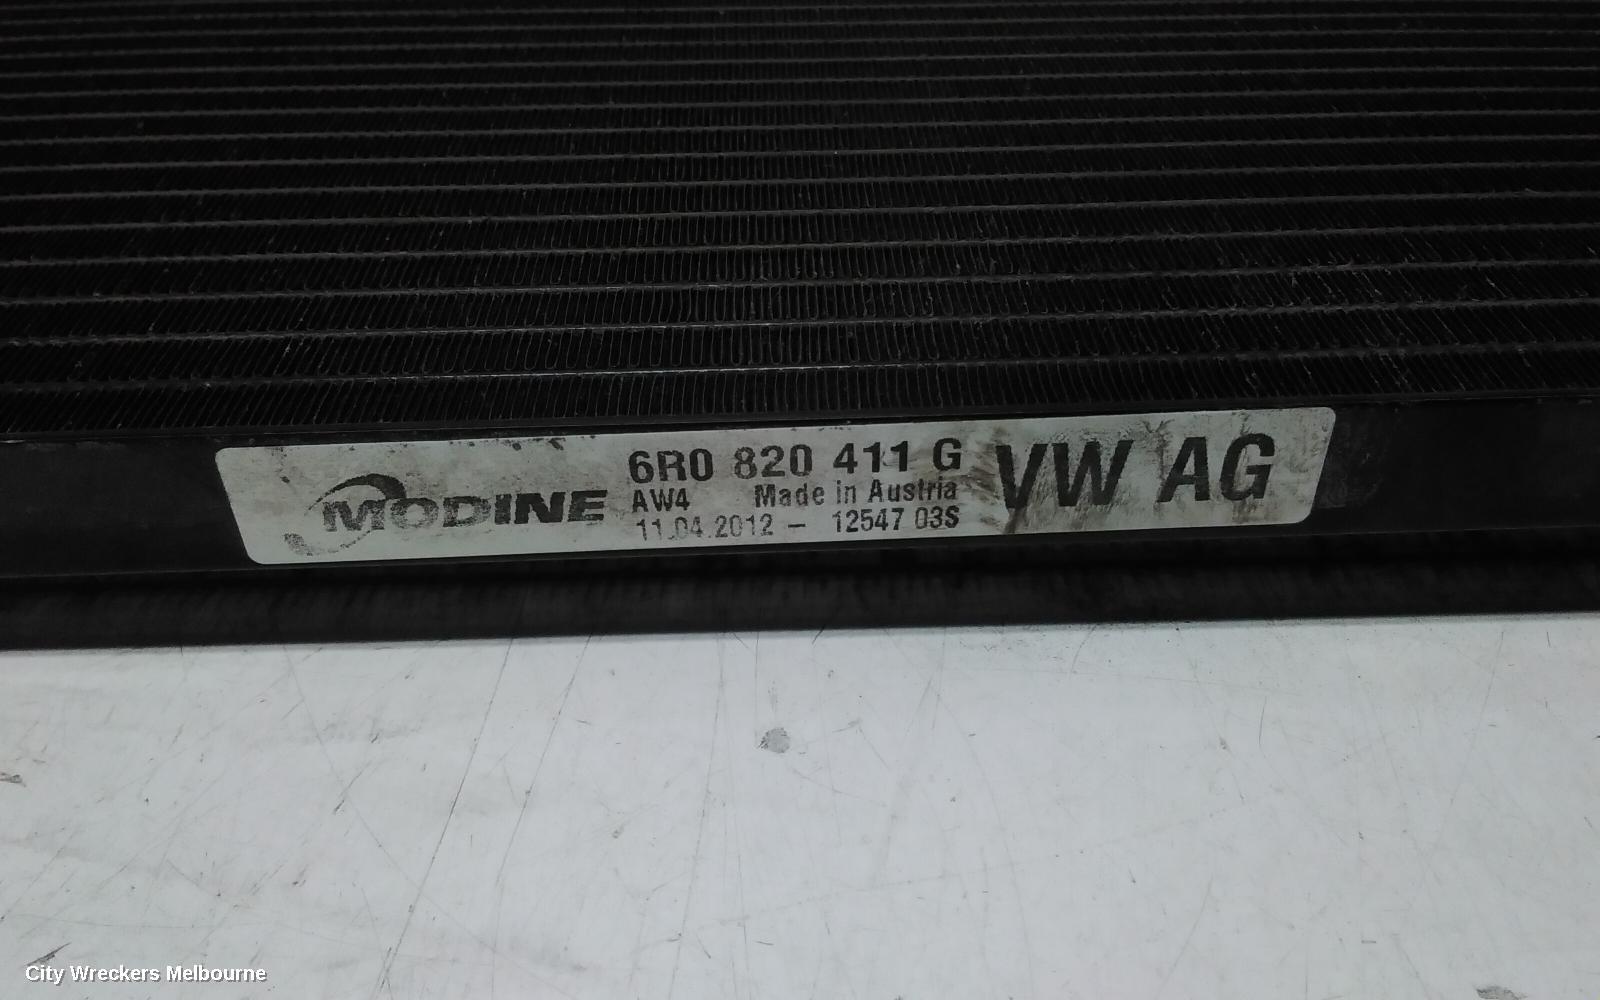 MODINE
6R0 820 411 G
AW4 Made in Austria
11.04.2012 - 12547 03S
VW AG
City Wreckers Melbourne